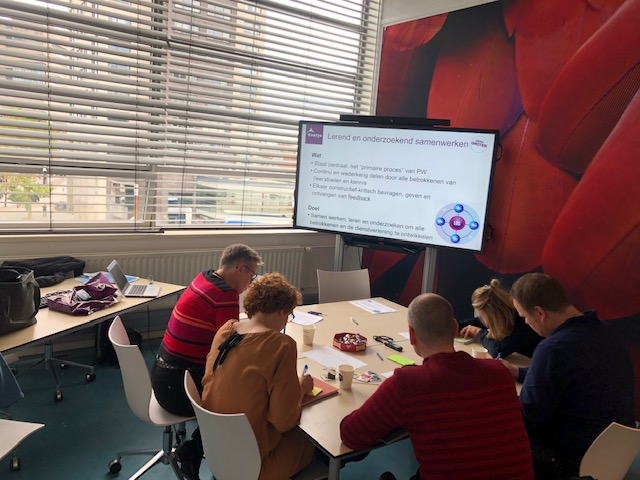 Lerend en onderzoekend samenwerken
Wat
Staat centraal: het "primaire proces" van PW
Continu en wederkerig delen door alle betrokkenen van
(leer)doelen en kennis
Elkaar constructief-kritisch bevragen, geven en
ontvangen van feedback
Doel
Samen werken, leren en onderzoeken om alle
betrokkenen en de dienstverlening te ontwikkelen